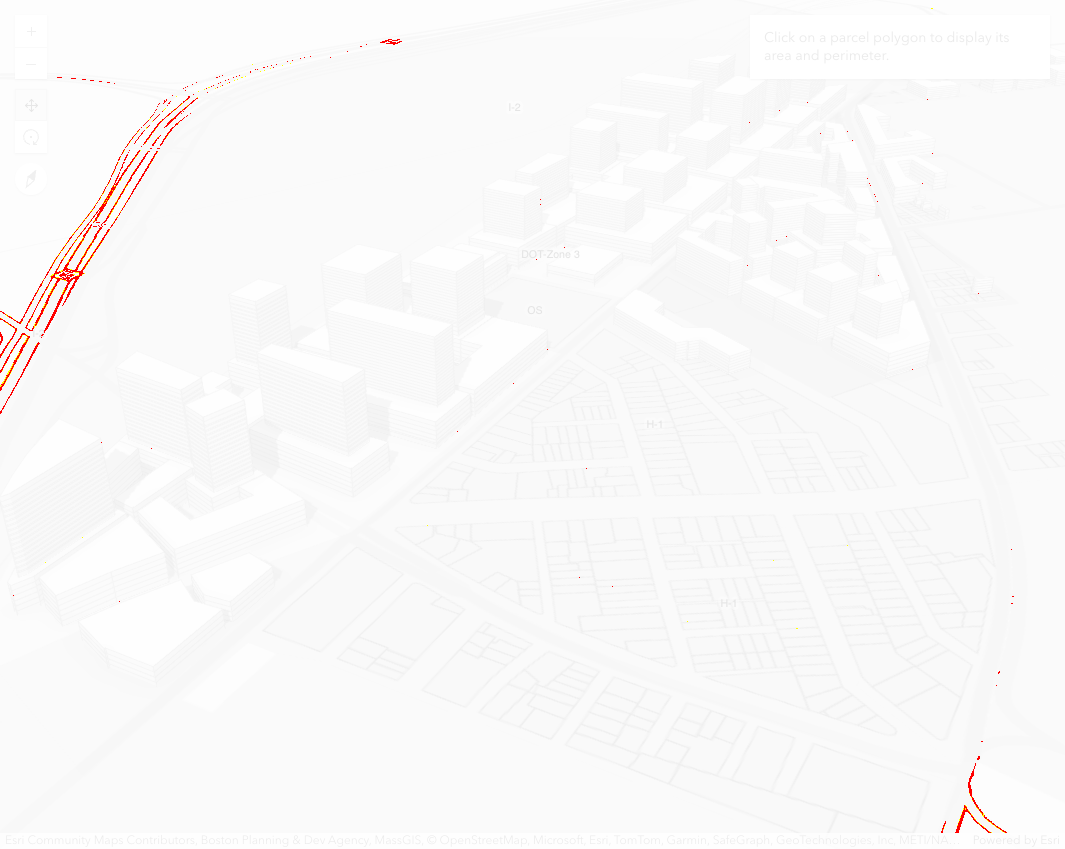 Click on a parcel polygon to display its
area and perimeter.
I-2
DOT-Zone 3
OS
H-1
H-1
Esri Community Maps Contributors, Boston Planning & Dev Agency, MassGIS, © OpenStreetMap, Microsoft, Esri, TomTom, Garmin, SafeGraph, GeoTechnologies, Inc, METI/NA...
Powered by Esri